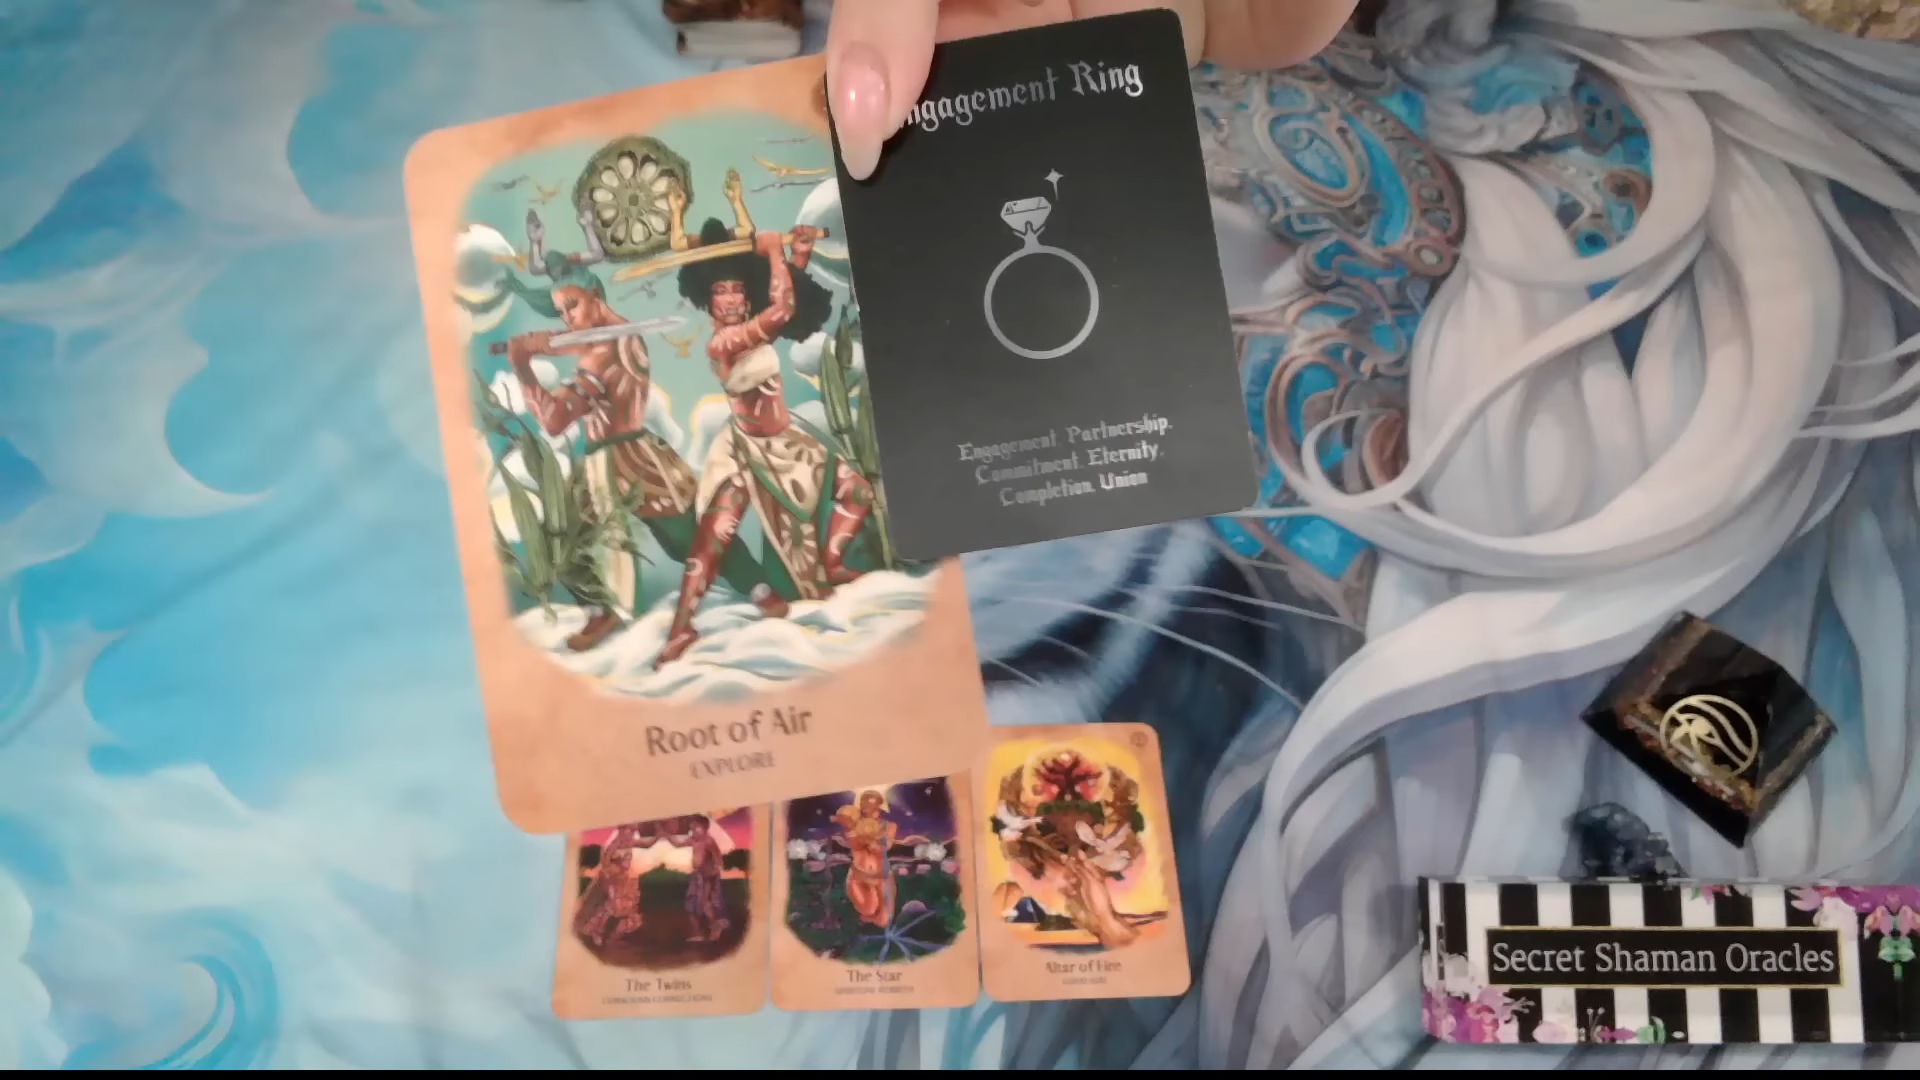 ngagement Ring
Engagement. Partnership.
Commitment. Eternity.
Completion. Union
Root of Air
EXPLORE
The Twins
The Star
Altar of Fire
Secret Shaman Oracles